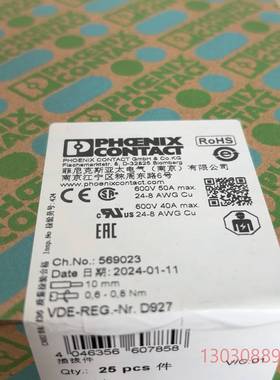 PHOENIX
CONTACT
RoHS
PHOENIX CONTACT GmbH & Co.KG
Flachsmarktstr. 8, D-32825 Blomberg
菲尼克斯亚太电气(南京)有限公司
南京江宁区秣周东路6号
www.phoenixcontact.com
600V 50A max.
24-8 AWG Cu
600V 40A max.
24-8 AWG Cu
Ch.No.: 569023
Date 日期 2024-01-11
10 mm
0,6-0,8 Nm
VDE-REG.-Nr. D927
4 046356 607858
插拔件
Qty.: 25 pcs 件
V/C:01
13030889